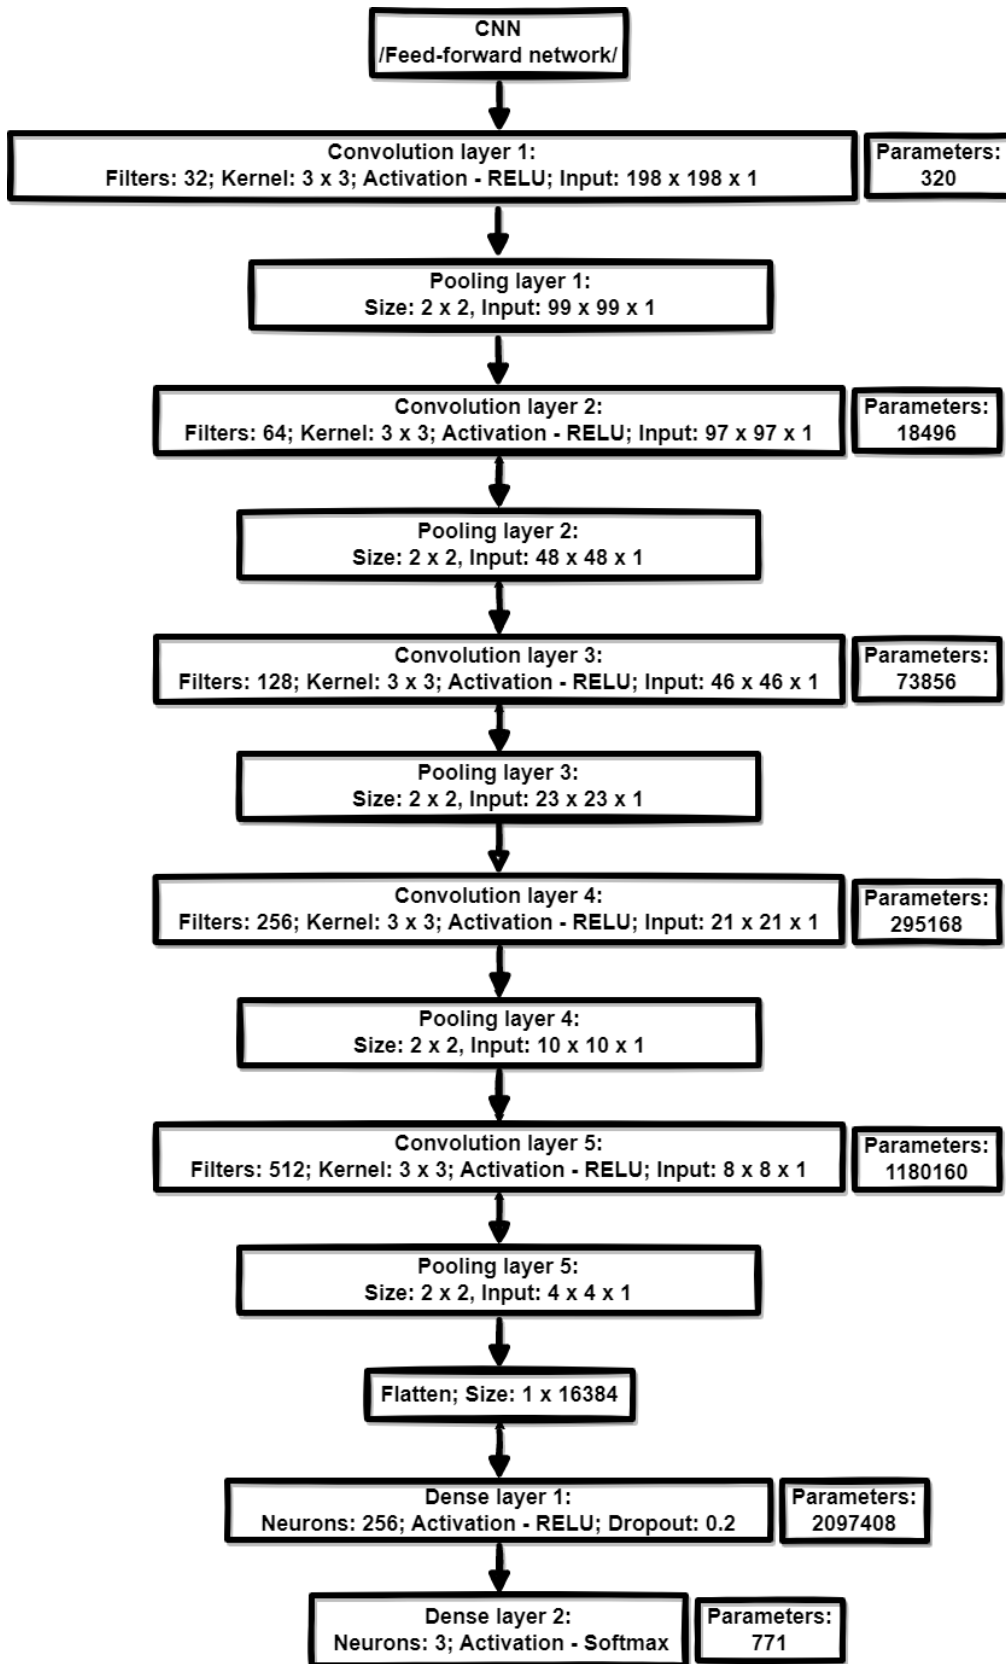 CNN
/Feed-forward network/
Convolution layer 1:
Filters: 32; Kernel: 3 x 3; Activation - RELU; Input: 198 x 198 x 1
Parameters:
320
Pooling layer 1:
Size: 2 x 2, Input: 99 x 99 x 1
Convolution layer 2:
Filters: 64; Kernel: 3 x 3; Activation - RELU; Input: 97 x 97 x 1
Parameters:
18496
Pooling layer 2:
Size: 2 x 2, Input: 48 x 48 x 1
Convolution layer 3:
Filters: 128; Kernel: 3 x 3; Activation - RELU; Input: 46 x 46 x 1
Parameters:
73856
Pooling layer 3:
Size: 2 x 2, Input: 23 x 23 x 1
Convolution layer 4:
Filters: 256; Kernel: 3 x 3; Activation - RELU; Input: 21 x 21 x 1
Parameters:
295168
Pooling layer 4:
Size: 2 x 2, Input: 10 x 10 x 1
Convolution layer 5:
Filters: 512; Kernel: 3 x 3; Activation - RELU; Input: 8 x 8 x 1
Parameters:
1180160
Pooling layer 5:
Size: 2 x 2, Input: 4 x 4 x 1
Flatten; Size: 1 x 16384
Dense layer 1:
Neurons: 256; Activation - RELU; Dropout: 0.2
Parameters:
2097408
Dense layer 2:
Neurons: 3; Activation - Softmax
Parameters:
771